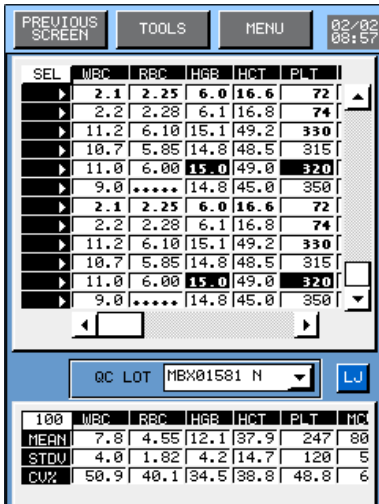 PREVIOUS SCREEN TOOLS MENU 02/02 08:57
SEL WBC RBC HGB HCT PLT
2.1 2.25 6.0 16.6 72
2.2 2.28 6.1 16.8 74
11.2 6.10 15.1 49.2 330
10.7 5.85 14.8 48.5 315
11.0 6.00 15.0 49.0 320
9.0 ••••• 14.8 45.0 350
2.1 2.25 6.0 16.6 72
2.2 2.28 6.1 16.8 74
11.2 6.10 15.1 49.2 330
10.7 5.85 14.8 48.5 315
11.0 6.00 15.0 49.0 320
9.0 ••••• 14.8 45.0 350
QC LOT MBX01581 N LJ
100 WBC RBC HGB HCT PLT MC
MEAN 7.8 4.55 12.1 37.9 247 80
STDV 4.0 1.82 4.2 14.7 120 5
CV% 50.9 40.1 34.5 38.8 48.8 6